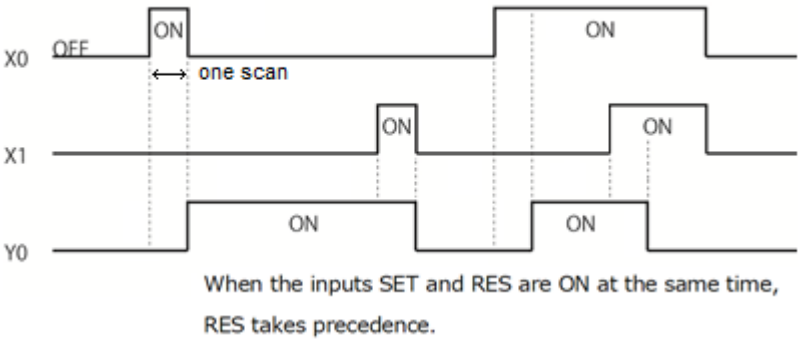 ON
ON
X0 OFF
one scan
ON
ON
X1
ON
ON
Y0
When the inputs SET and RES are ON at the same time,
RES takes precedence.